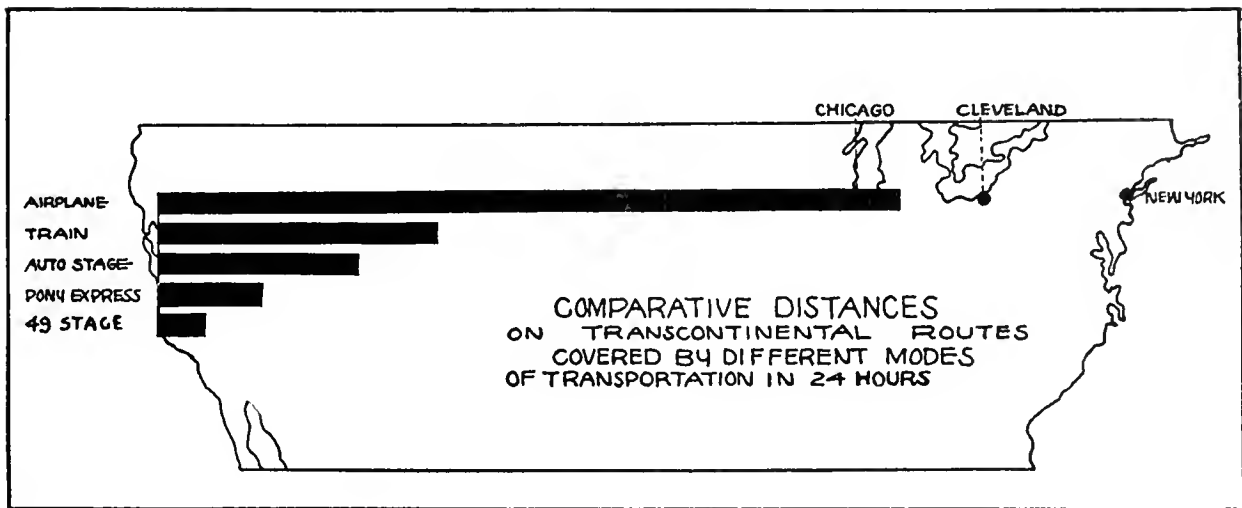 CHICAGO CLEVELAND
AIRPLANE
NEW YORK
TRAIN
AUTO STAGE
PONY EXPRESS
49 STAGE
COMPARATIVE DISTANCES
ON TRANSCONTINENTAL ROUTES
COVERED BY DIFFERENT MODES
OF TRANSPORTATION IN 24 HOURS